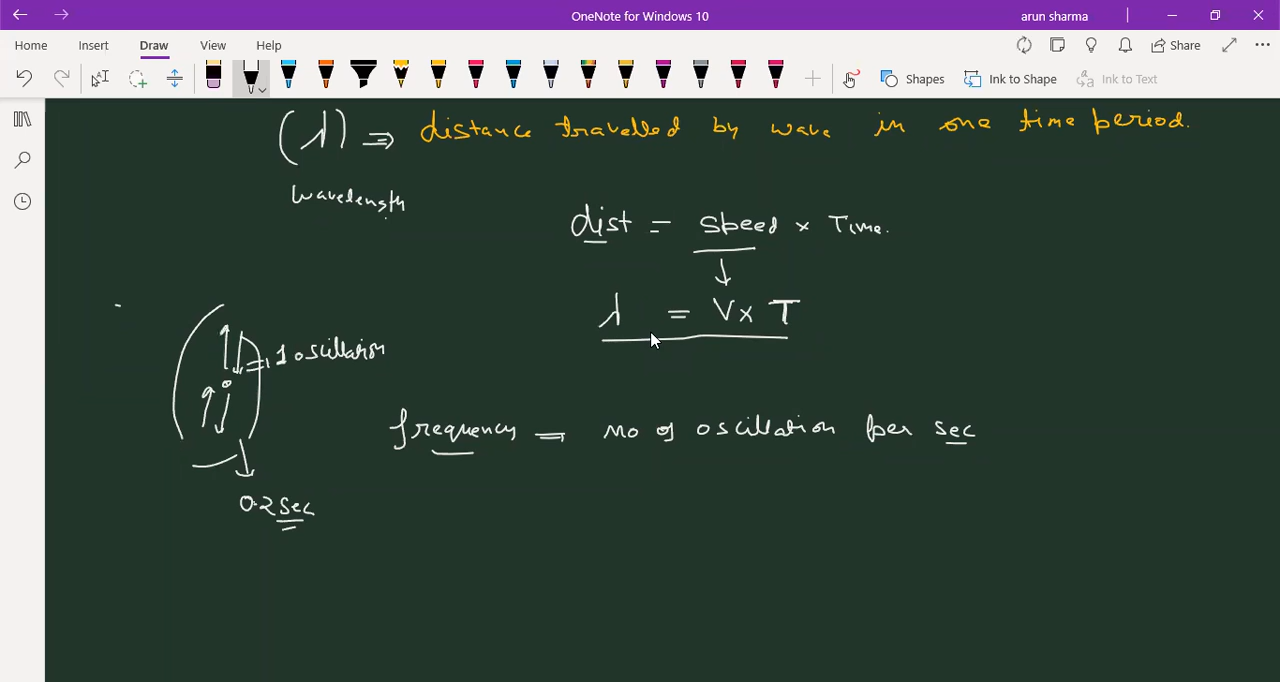 OneNote for Windows 10
arun sharma
Home Insert Draw View Help
Share
Shapes
Ink to Shape
Ink to Text
(λ) ⇒ distance travelled by wave in one time period.
wavelength
dist = speed × Time.
λ = V× T
1 oscillation
frequency = no of oscillation per sec
0.2 sec